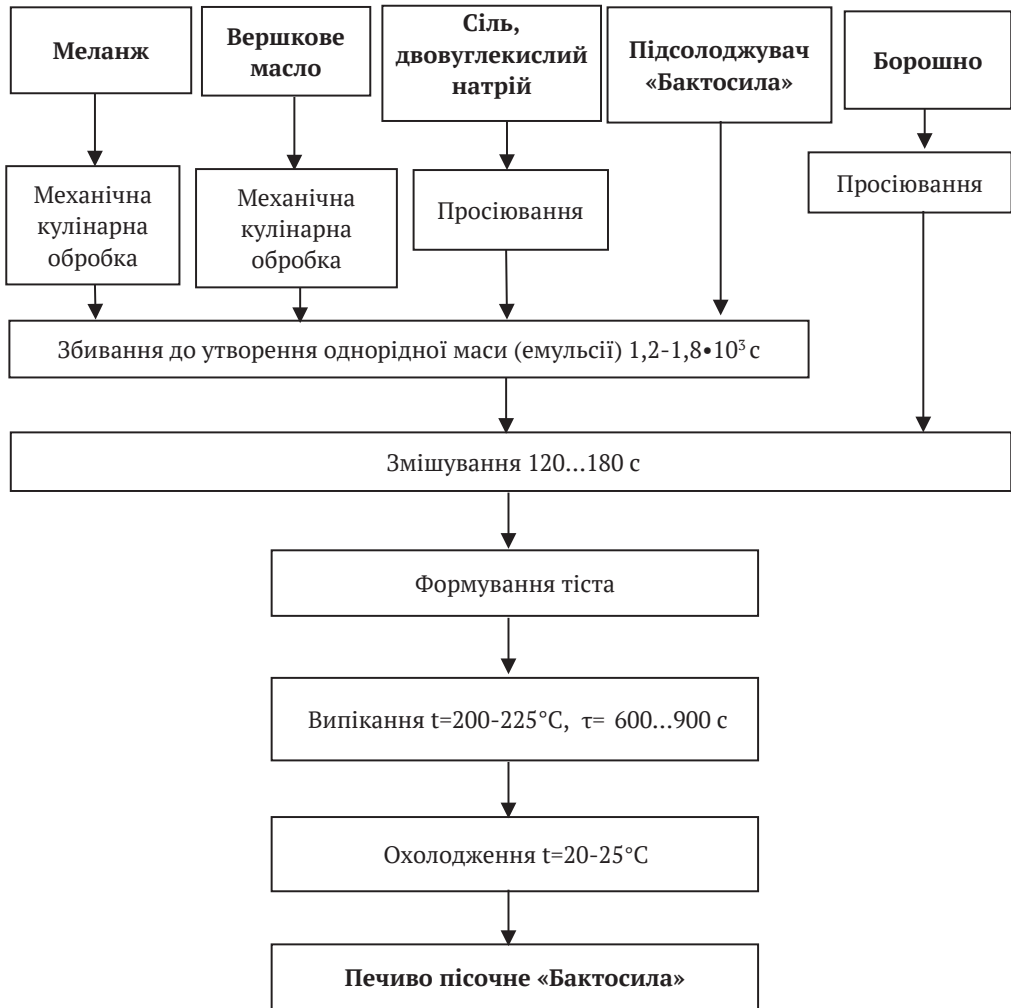 Меланж
Вершкове
масло
Сіль,
двовуглекислий
натрій
Підсолоджувач
«Бактосила»
Борошно
Механічна
кулінарна
обробка
Механічна
кулінарна
обробка
Просіювання
Просіювання
Збивання до утворення однорідної маси (емульсії) 1,2-1,8•10³ с
Змішування 120…180 с
Формування тіста
Випікання t=200-225°C, τ= 600…900 с
Охолодження t=20-25°C
Печиво пісочне «Бактосила»